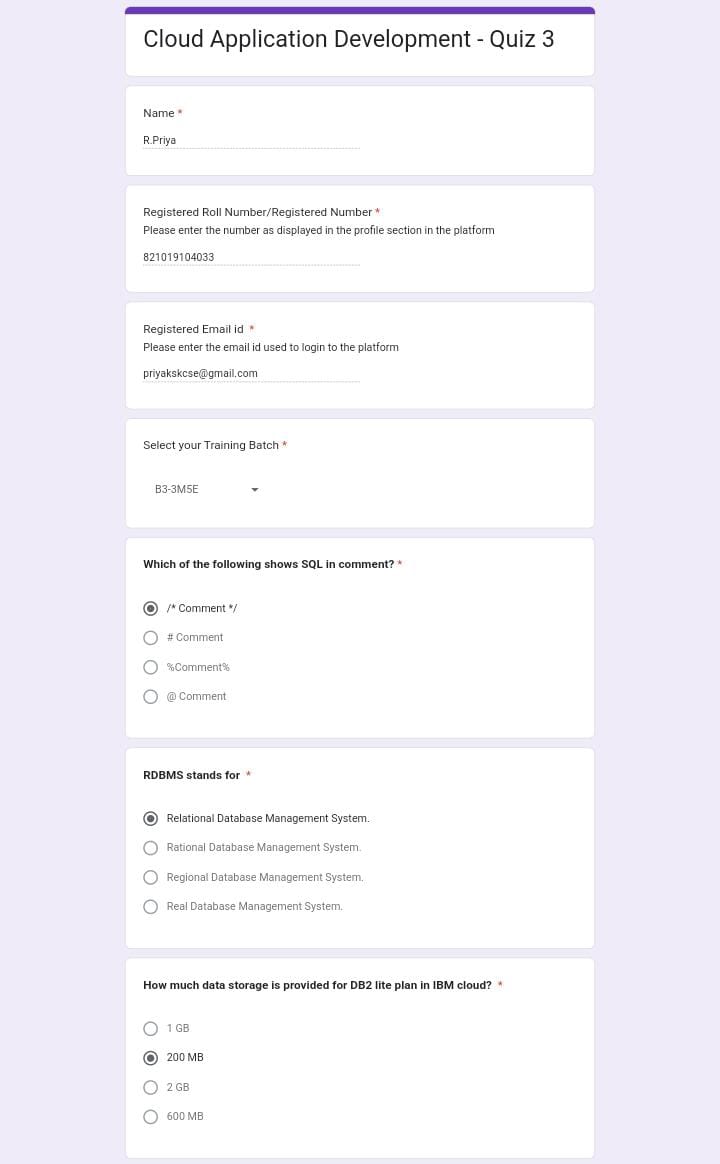 Cloud Application Development - Quiz 3
Name *
R.Priya
Registered Roll Number/Registered Number *
Please enter the number as displayed in the profile section in the platform
821019104033
Registered Email id *
Please enter the email id used to login to the platform
priyakskcse@gmail.com
Select your Training Batch *
B3-3M5E
Which of the following shows SQL in comment? *
/* Comment */
# Comment
%Comment%
@ Comment
RDBMS stands for *
Relational Database Management System.
Rational Database Management System.
Regional Database Management System.
Real Database Management System.
How much data storage is provided for DB2 lite plan in IBM cloud? *
1 GB
200 MB
2 GB
600 MB